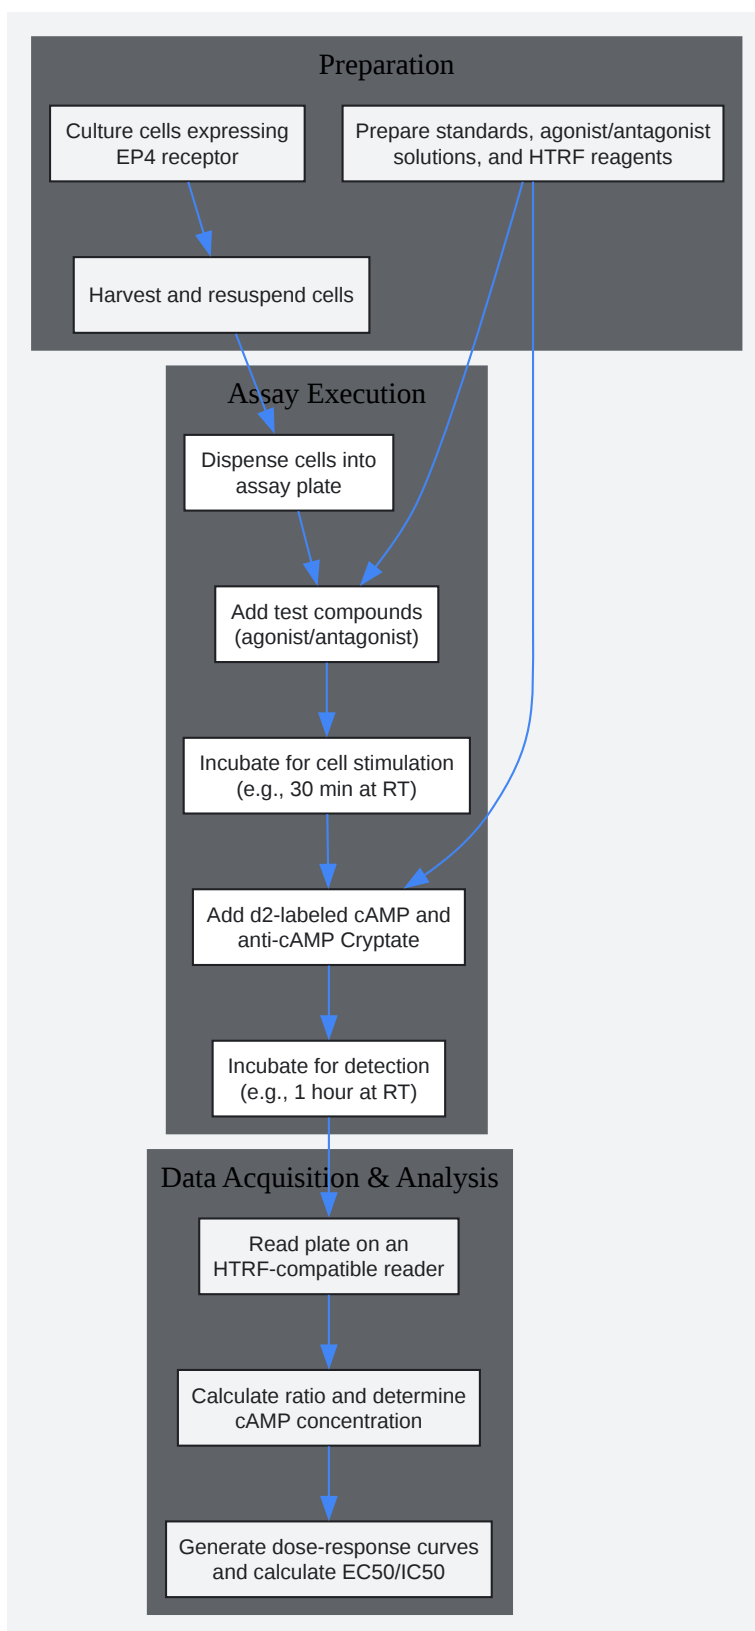 Preparation
Culture cells expressing
EP4 receptor
Prepare standards, agonist/antagonist
solutions, and HTRF reagents
Harvest and resuspend cells
Assay Execution
Dispense cells into
assay plate
Add test compounds
(agonist/antagonist)
Incubate for cell stimulation
(e.g., 30 min at RT)
Add d2-labeled cAMP and
anti-cAMP Cryptate
Incubate for detection
(e.g., 1 hour at RT)
Data Acquisition & Analysis
Read plate on an
HTRF-compatible reader
Calculate ratio and determine
cAMP concentration
Generate dose-response curves
and calculate EC50/IC50